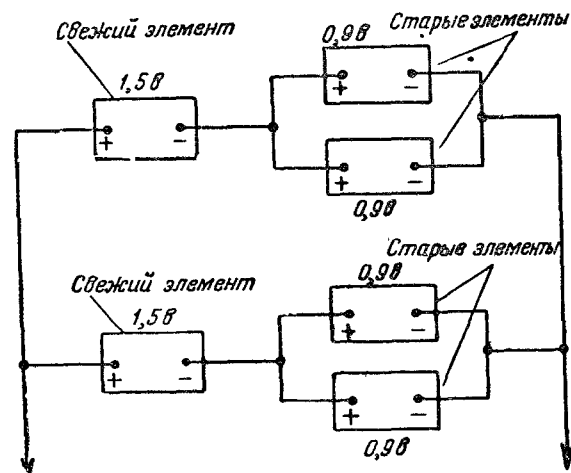 Свежий элемент
Старые элементы
1,5в
0,9в
+ -
+ -
+ -
0,9в
Свежий элемент
Старые элементы
1,5в
0,9в
+ -
+ -
+ -
0,9в